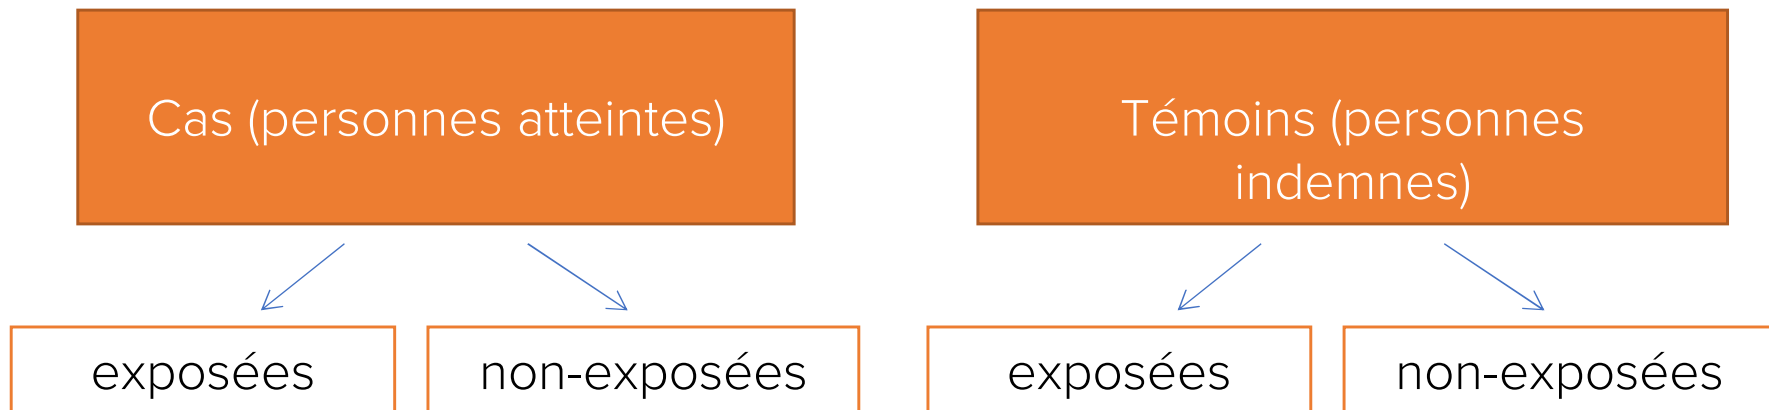 Cas (personnes atteintes)
Témoins (personnes
indemnes)
exposées
non-exposées
exposées
non-exposées